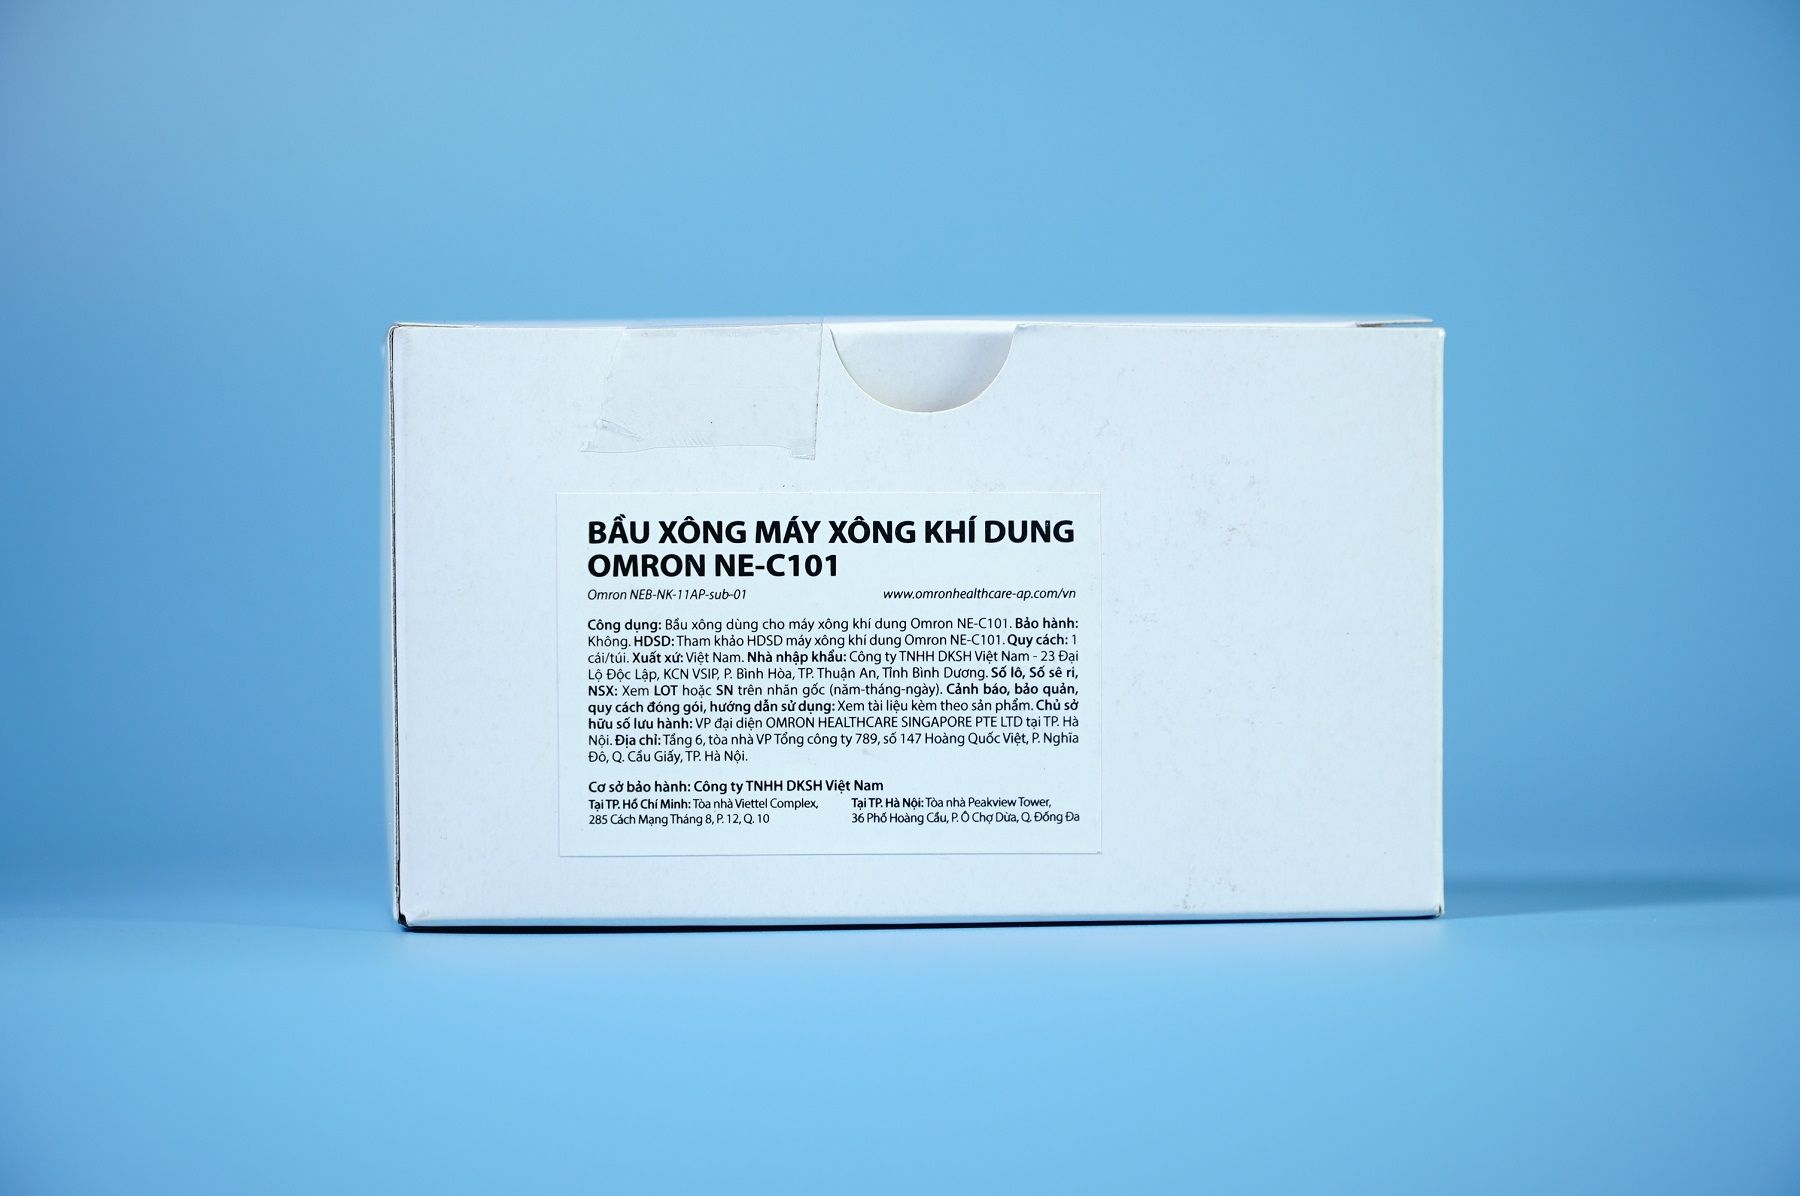 BẦU XÔNG MÁY XÔNG KHÍ DUNG
OMRON NE-C101
Omron NEB-NK-11AP-sub-01 www.omronhealthcare-ap.com/vn
Công dụng: Bầu xông dùng cho máy xông khí dung Omron NE-C101. Bảo hành:
Không. HDSD: Tham khảo HDSD máy xông khí dung Omron NE-C101. Quy cách: 1
cái/túi. Xuất xứ: Việt Nam. Nhà nhập khẩu: Công ty TNHH DKSH Việt Nam - 23 Đại
Lộ Độc Lập, KCN VSIP, P. Bình Hòa, TP. Thuận An, Tỉnh Bình Dương. Số lô, Số sê ri,
NSX: Xem LOT hoặc SN trên nhãn gốc (năm-tháng-ngày). Cảnh báo, bảo quản,
quy cách đóng gói, hướng dẫn sử dụng: Xem tài liệu kèm theo sản phẩm. Chủ sở
hữu số lưu hành: VP đại diện OMRON HEALTHCARE SINGAPORE PTE LTD tại TP. Hà
Nội. Địa chỉ: Tầng 6, tòa nhà VP Tổng công ty 789, số 147 Hoàng Quốc Việt, P. Nghĩa
Đô, Q. Cầu Giấy, TP. Hà Nội.
Cơ sở bảo hành: Công ty TNHH DKSH Việt Nam
Tại TP. Hồ Chí Minh: Tòa nhà Viettel Complex,
285 Cách Mạng Tháng 8, P. 12, Q. 10
Tại TP. Hà Nội: Tòa nhà Peakview Tower,
36 Phố Hoàng Cầu, P. Ô Chợ Dừa, Q. Đống Đa